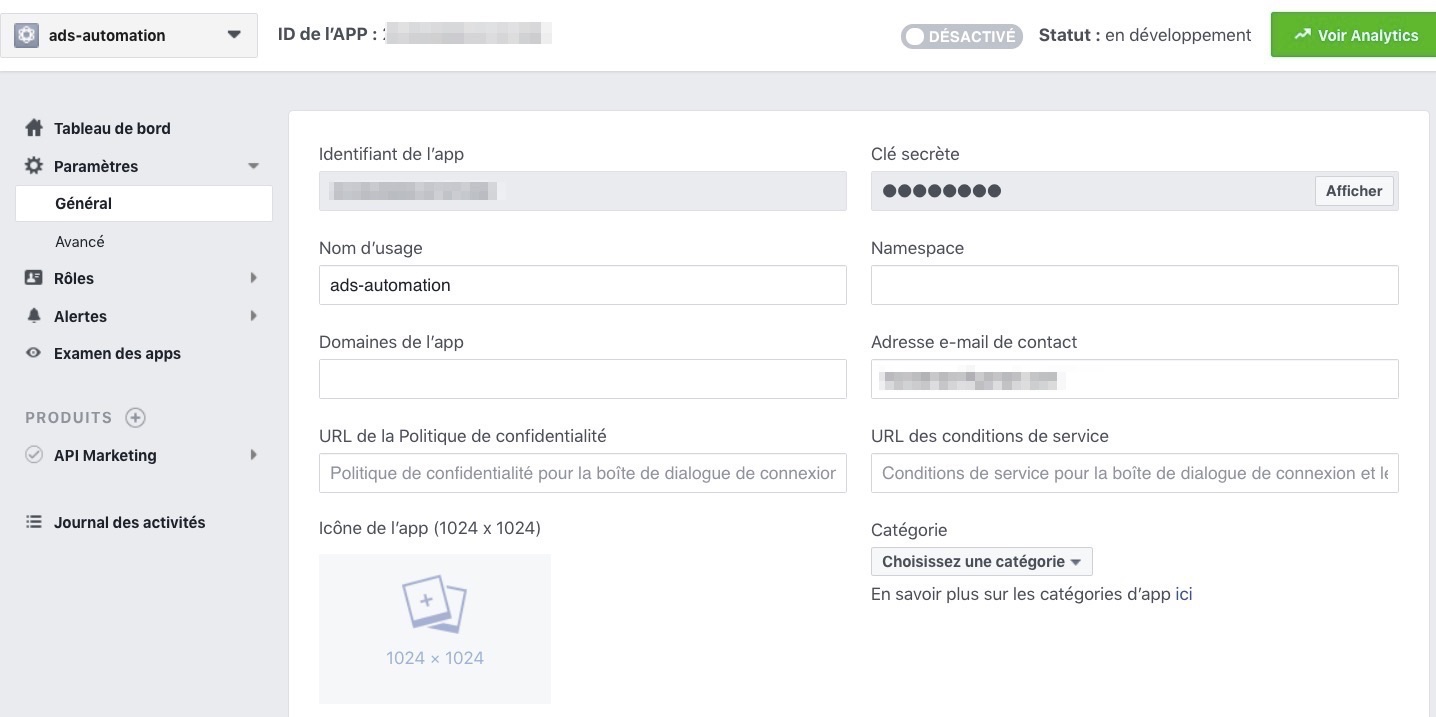 ads-automation
ID de l'APP :
DÉSACTIVÉ
Statut : en développement
Voir Analytics
Tableau de bord
Paramètres
Général
Avancé
Rôles
Alertes
Examen des apps
PRODUITS
API Marketing
Journal des activités
Identifiant de l'app
Clé secrète
Afficher
Nom d'usage
Namespace
ads-automation
Domaines de l'app
Adresse e-mail de contact
URL de la Politique de confidentialité
URL des conditions de service
Politique de confidentialité pour la boîte de dialogue de connexion
Conditions de service pour la boîte de dialogue de connexion et
Icône de l'app (1024 x 1024)
Catégorie
Choisissez une catégorie
En savoir plus sur les catégories d'app ici
1024 × 1024